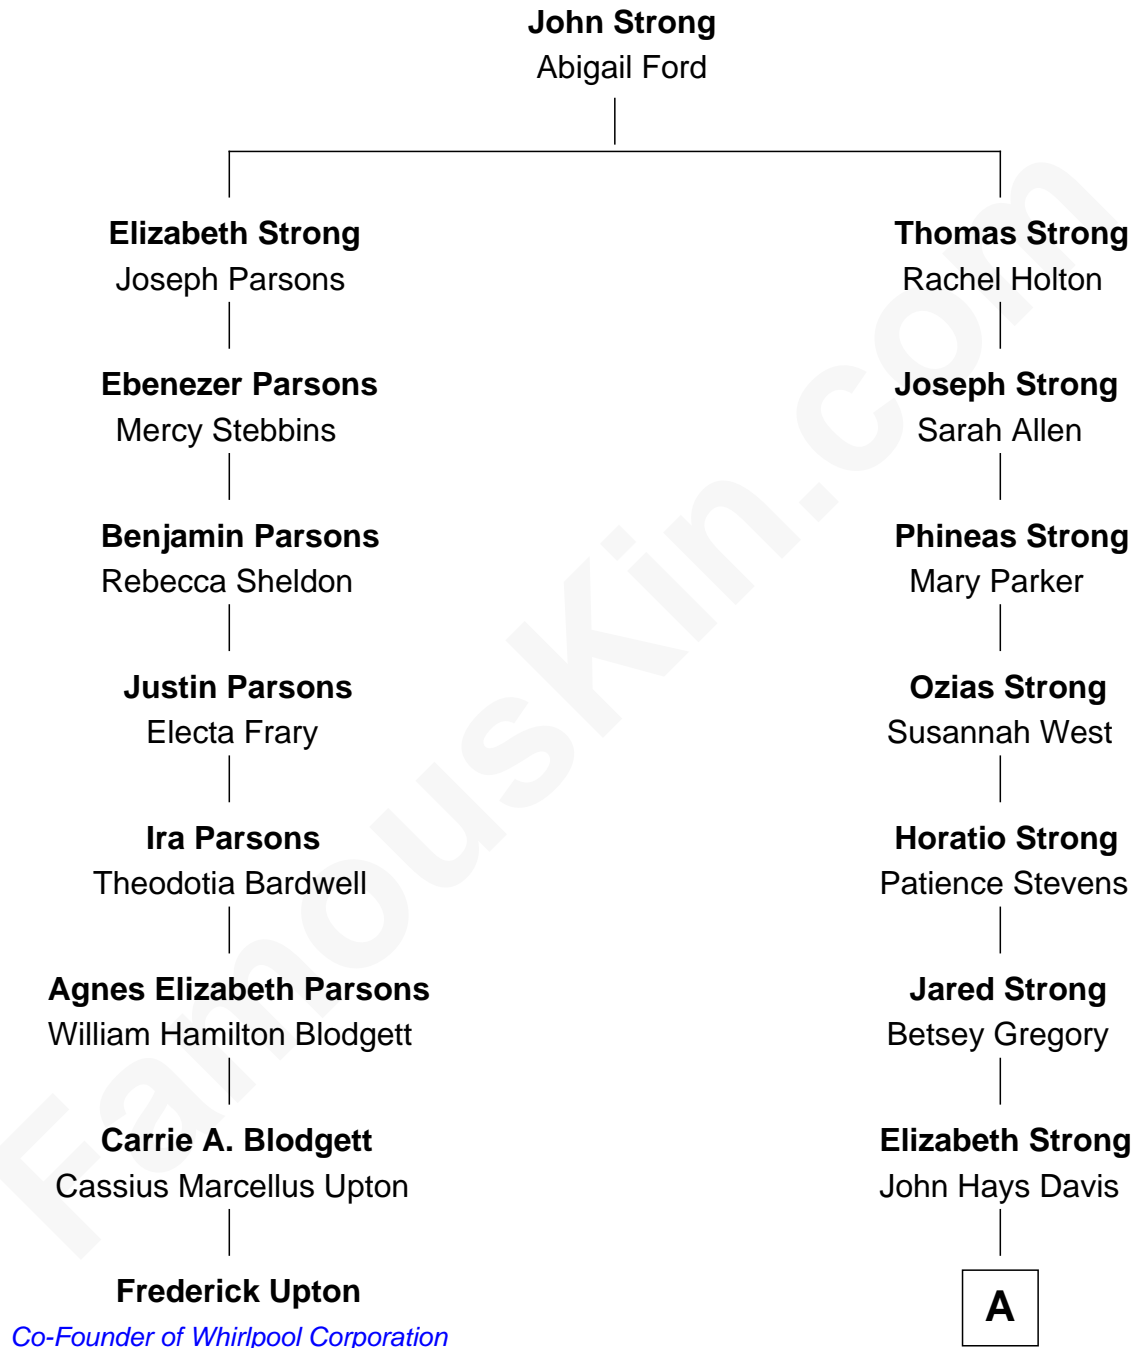 John Strong
Abigail Ford
Elizabeth Strong
Joseph Parsons
Thomas Strong
Rachel Holton
Ebenezer Parsons
Mercy Stebbins
Joseph Strong
Sarah Allen
Benjamin Parsons
Rebecca Sheldon
Phineas Strong
Mary Parker
Justin Parsons
Electa Frary
Ozias Strong
Susannah West
Ira Parsons
Theodotia Bardwell
Horatio Strong
Patience Stevens
Agnes Elizabeth Parsons
William Hamilton Blodgett
Jared Strong
Betsey Gregory
Carrie A. Blodgett
Cassius Marcellus Upton
Elizabeth Strong
John Hays Davis
Frederick Upton
Co-Founder of Whirlpool Corporation
A
FamousKin.com